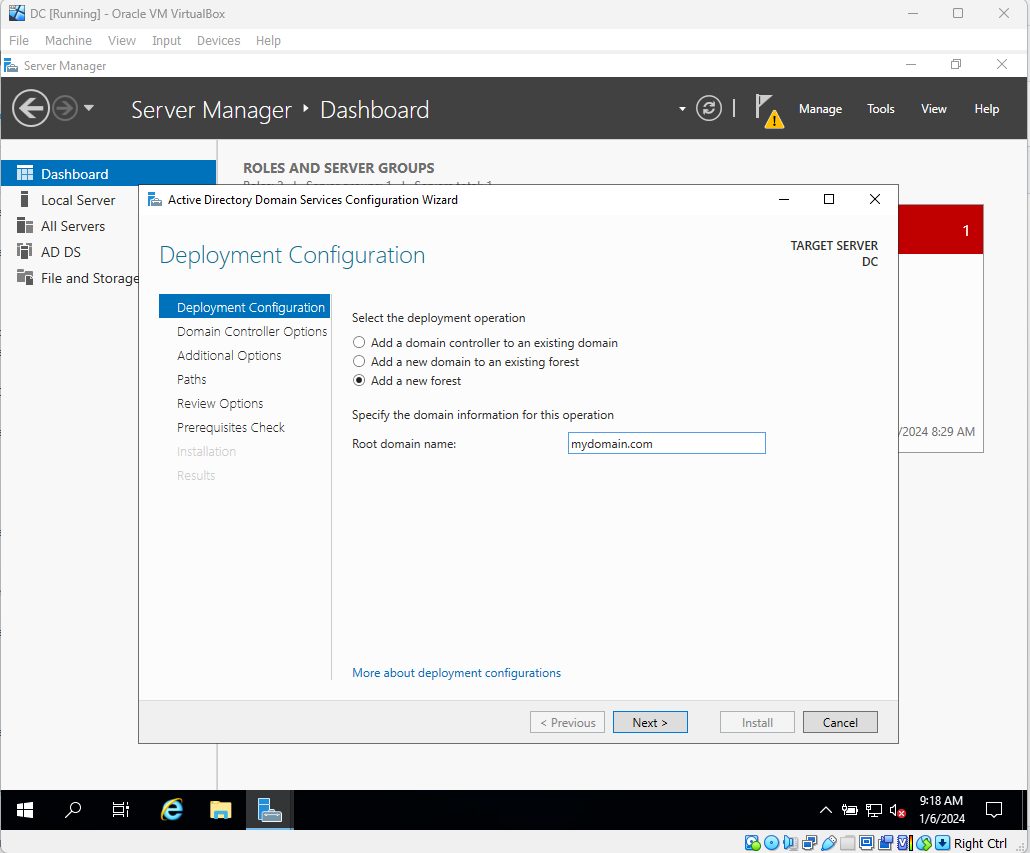 DC [Running] - Oracle VM VirtualBox
File Machine View Input Devices Help
Server Manager
Server Manager Dashboard
Manage Tools View Help
Dashboard
Local Server
All Servers
AD DS
File and Storage
ROLES AND SERVER GROUPS
1
/2024 8:29 AM
Active Directory Domain Services Configuration Wizard
Deployment Configuration
TARGET SERVER
DC
Deployment Configuration
Domain Controller Options
Additional Options
Paths
Review Options
Prerequisites Check
Installation
Results
Select the deployment operation
Add a domain controller to an existing domain
Add a new domain to an existing forest
Add a new forest
Specify the domain information for this operation
Root domain name: mydomain.com
More about deployment configurations
< Previous Next > Install Cancel
9:18 AM
1/6/2024
Right Ctrl